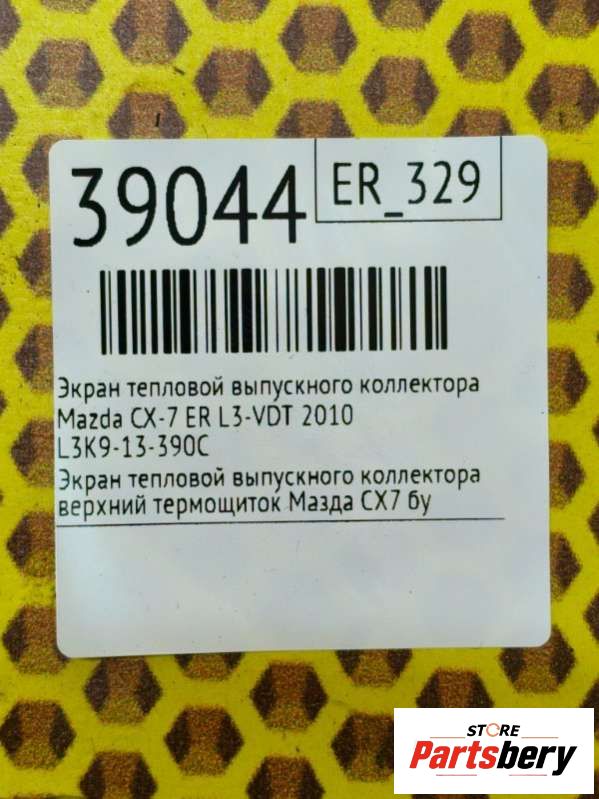 39044
ER_329
Экран тепловой выпускного коллектора
Mazda CX-7 ER L3-VDT 2010
L3K9-13-390C
Экран тепловой выпускного коллектора
верхний термощиток Мазда СХ7 бу
STORE
Partsbery